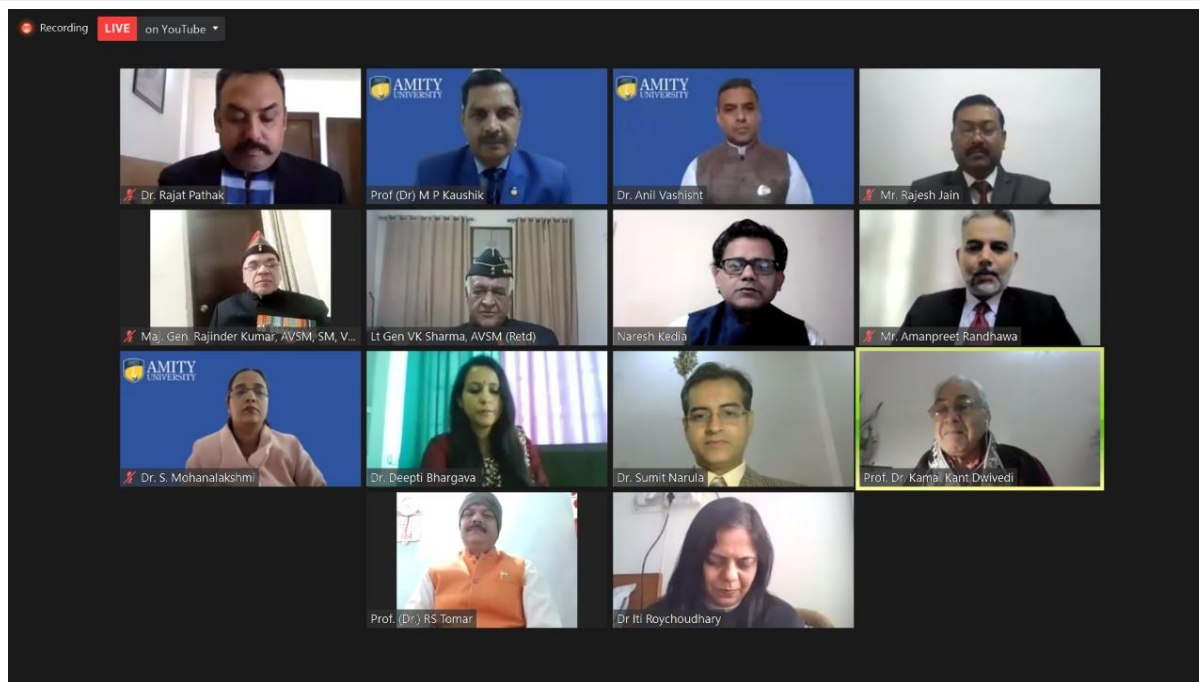 Recording LIVE on YouTube
Dr. Rajat Pathak
AMITY
UNIVERSITY
Prof (Dr) M P Kaushik
AMITY
UNIVERSITY
Dr. Anil Vashisht
Mr. Rajesh Jain
Maj. Gen. Rajinder Kumar, AVSM, SM, V...
Lt Gen VK Sharma, AVSM (Retd)
Naresh Kedia
Mr. Amanpreet Randhawa
AMITY
UNIVERSITY
Dr. S. Mohanalakshmi
Dr. Deepti Bhargava
Dr. Sumit Narula
Prof. Dr. Kamal Kant Dwivedi
Prof. (Dr.) RS Tomar
Dr Iti Roychoudhary